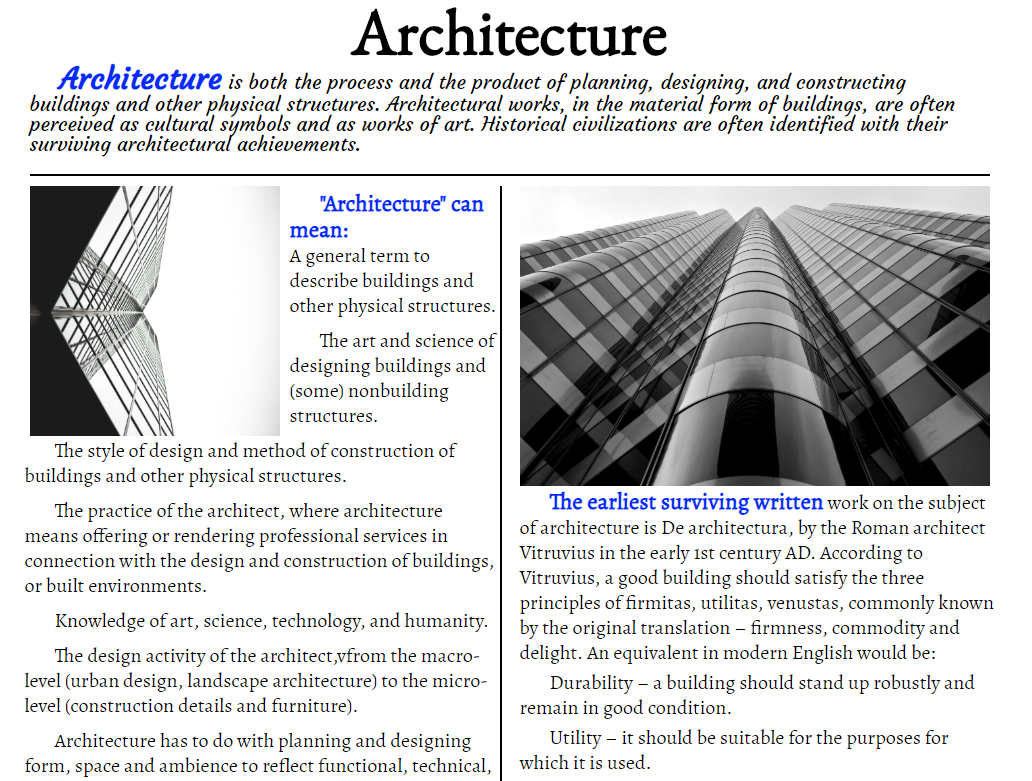 Architecture
Architecture is both the process and the product of planning, designing, and constructing
buildings and other physical structures. Architectural works, in the material form of buildings, are often
perceived as cultural symbols and as works of art. Historical civilizations are often identified with their
surviving architectural achievements.
"Architecture" can
mean:
A general term to
describe buildings and
other physical structures.
The art and science of
designing buildings and
(some) nonbuilding
structures.
The style of design and method of construction of
buildings and other physical structures.
The practice of the architect, where architecture
means offering or rendering professional services in
connection with the design and construction of buildings,
or built environments.
Knowledge of art, science, technology, and humanity.
The design activity of the architect,vfrom the macro-
level (urban design, landscape architecture) to the micro-
level (construction details and furniture).
Architecture has to do with planning and designing
form, space and ambience to reflect functional, technical,
The earliest surviving written work on the subject
of architecture is De architectura, by the Roman architect
Vitruvius in the early 1st century AD. According to
Vitruvius, a good building should satisfy the three
principles of firmitas, utilitas, venustas, commonly known
by the original translation – firmness, commodity and
delight. An equivalent in modern English would be:
Durability – a building should stand up robustly and
remain in good condition.
Utility – it should be suitable for the purposes for
which it is used.